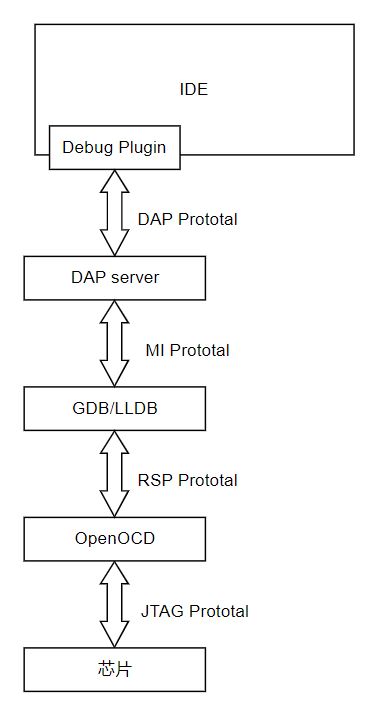 IDE
Debug Plugin
DAP Prototal
DAP server
MI Prototal
GDB/LLDB
RSP Prototal
OpenOCD
JTAG Prototal
芯片